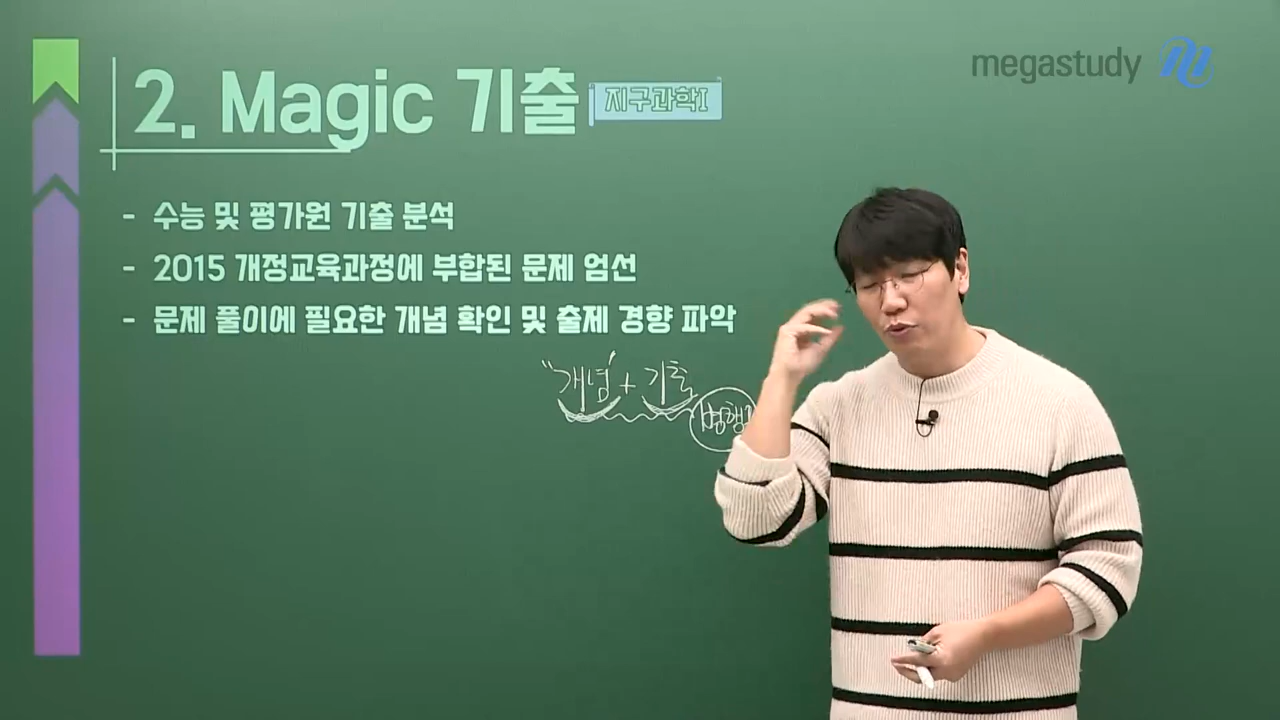 megastudy
2. Magic 기출
지구과학I
- 수능 및 평가원 기출 분석
- 2015 개정교육과정에 부합된 문제 엄선
- 문제 풀이에 필요한 개념 확인 및 출제 경향 파악
"개념" + 기출
병행